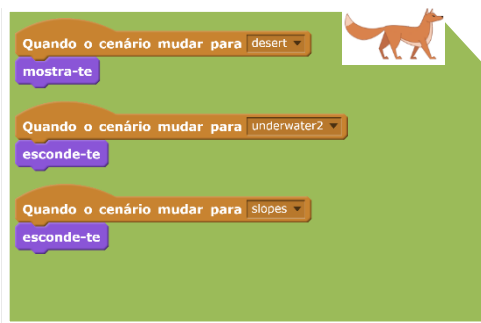 Quando o cenário mudar para desert
mostra-te
Quando o cenário mudar para underwater2
esconde-te
Quando o cenário mudar para slopes
esconde-te